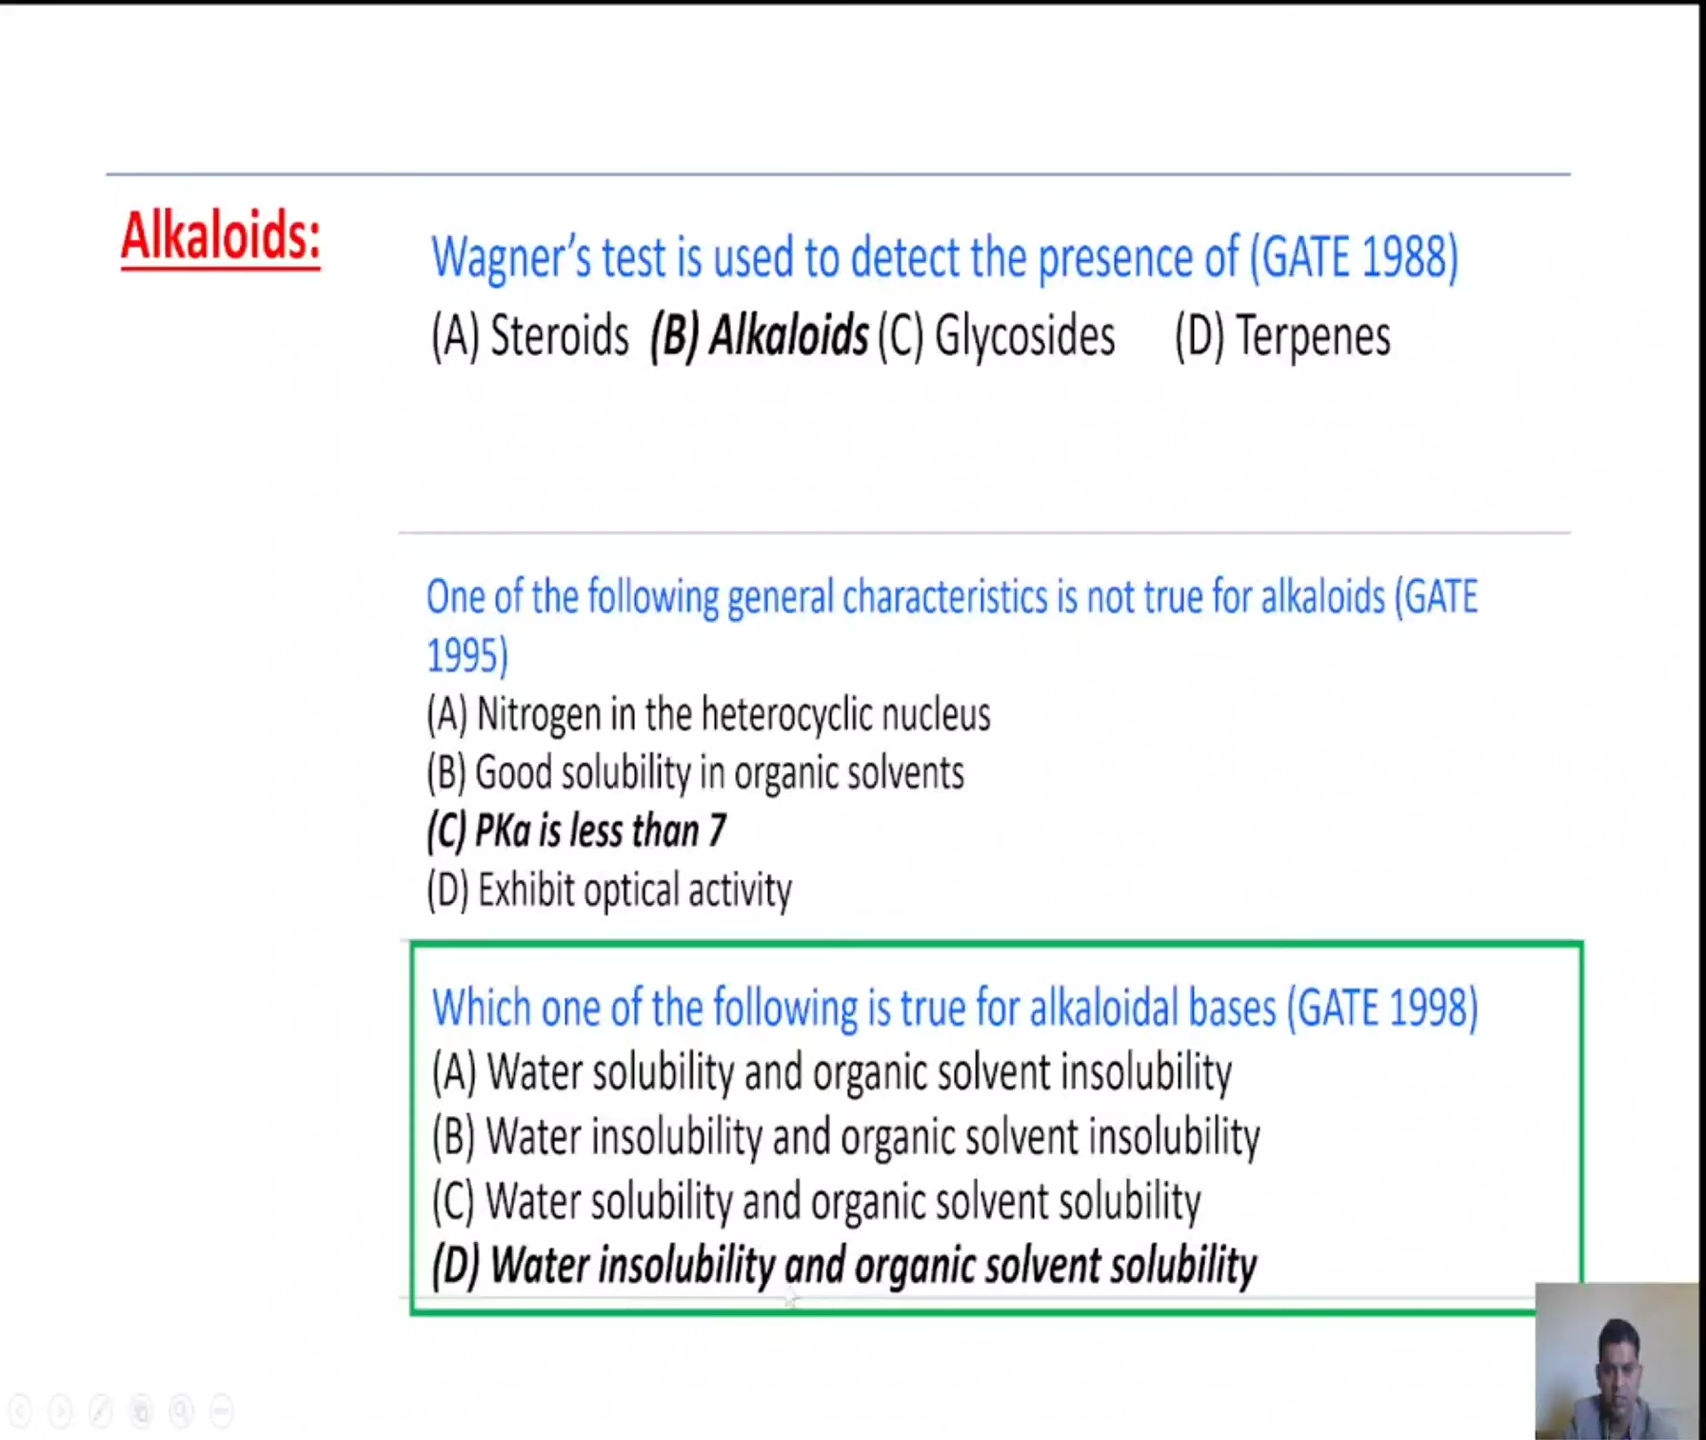 Alkaloids:
Wagner’s test is used to detect the presence of (GATE 1988)
(A) Steroids (B) Alkaloids (C) Glycosides (D) Terpenes
One of the following general characteristics is not true for alkaloids (GATE
1995)
(A) Nitrogen in the heterocyclic nucleus
(B) Good solubility in organic solvents
(C) PKa is less than 7
(D) Exhibit optical activity
Which one of the following is true for alkaloidal bases (GATE 1998)
(A) Water solubility and organic solvent insolubility
(B) Water insolubility and organic solvent insolubility
(C) Water solubility and organic solvent solubility
(D) Water insolubility and organic solvent solubility